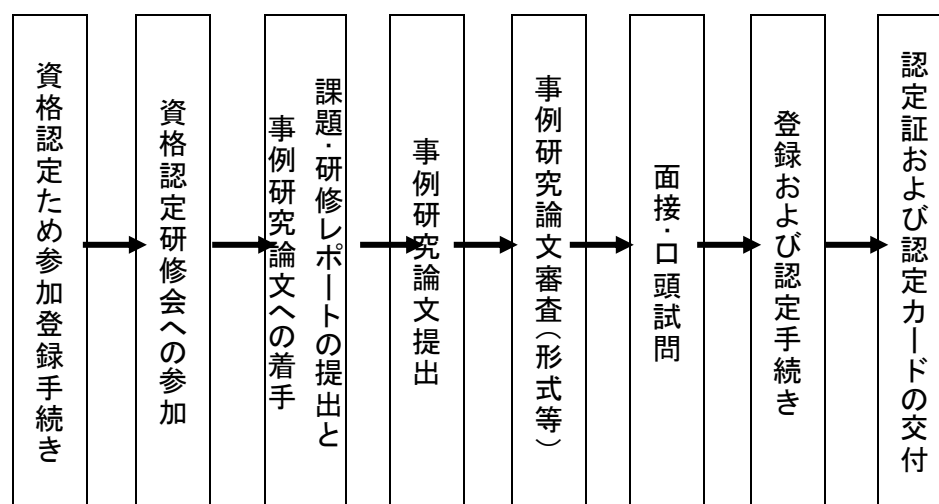 資格認定ため参加登録手続き
資格認定研修会への参加
課題・研修レポートの提出と
事例研究論文への着手
事例研究論文提出
事例研究論文審査（形式等）
面接・口頭試問
登録および認定手続き
認定証および認定カードの交付